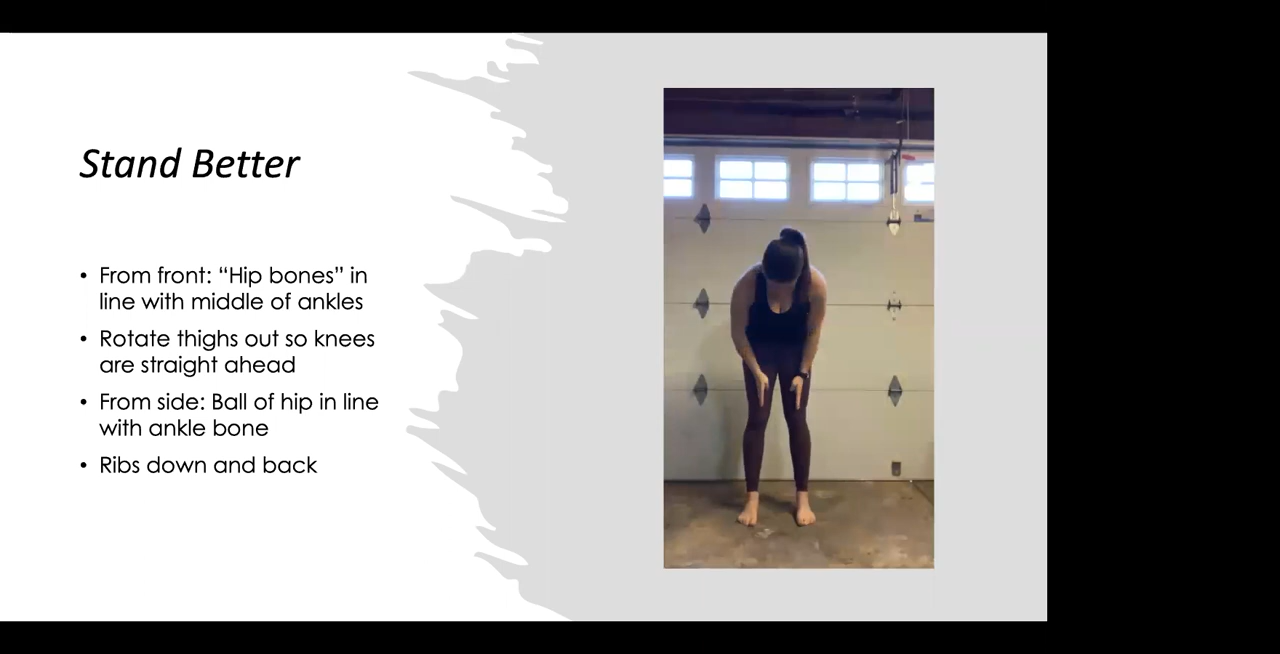 Stand Better
• From front: “Hip bones” in
line with middle of ankles
• Rotate thighs out so knees
are straight ahead
• From side: Ball of hip in line
with ankle bone
• Ribs down and back